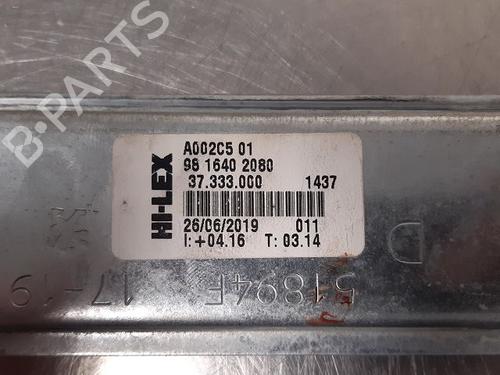 HI-LEX
A002C5 01
98 1640 2080
37.333.000 1437
26/06/2019 011
I: +04.16 T: 03.14
D
51894F 17-19
B-Parts